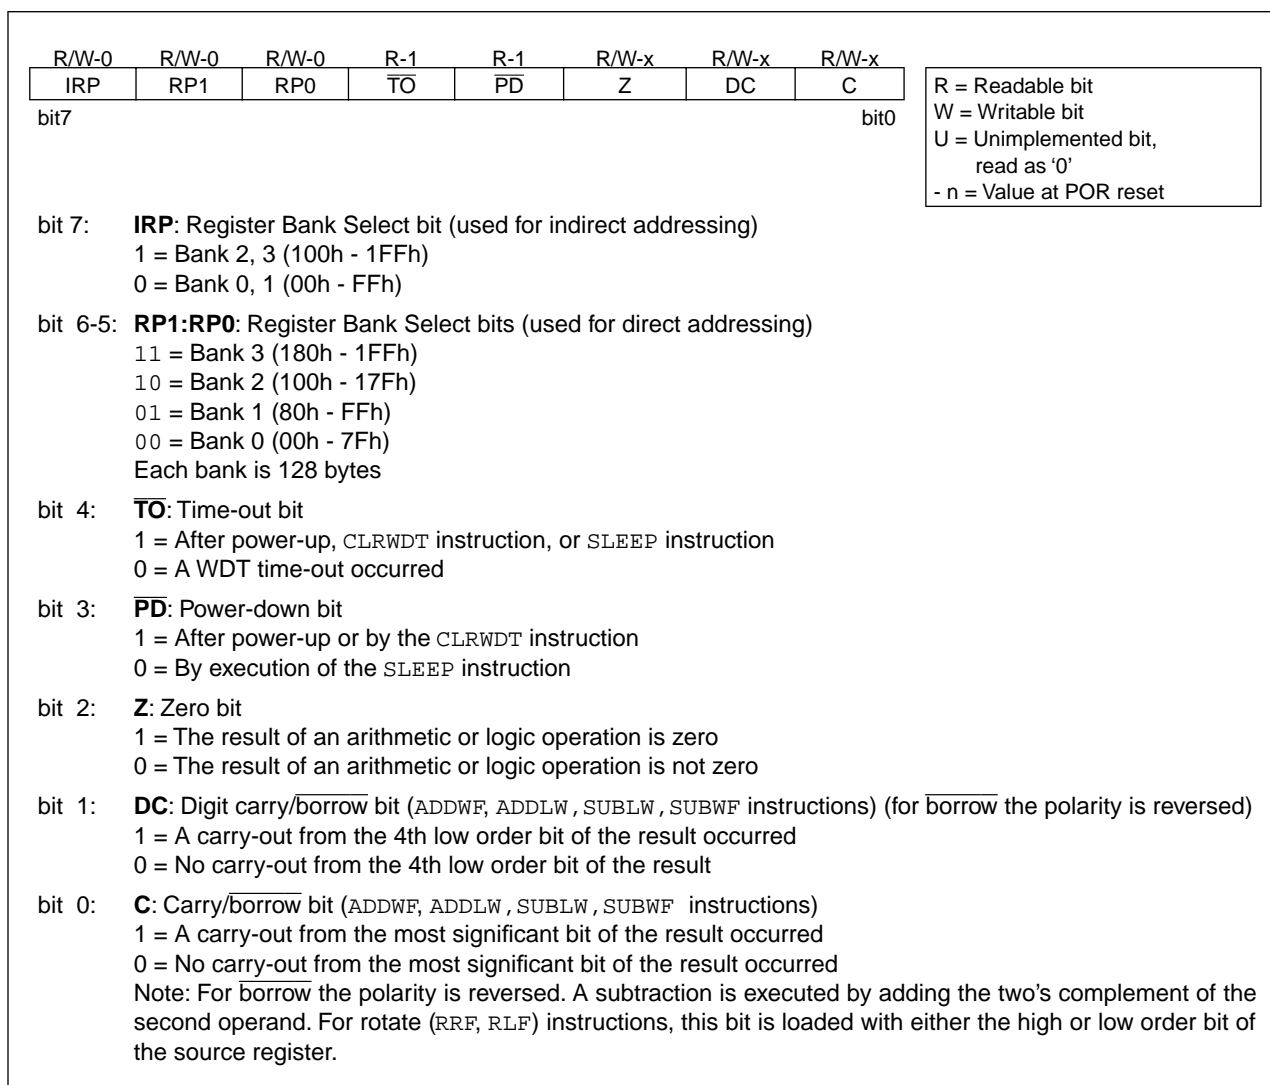 R/W-0 R/W-0 R/W-0 R-1 R-1 R/W-x R/W-x R/W-x
IRP RP1 RP0 T̅O̅ P̅D̅ Z DC C
bit7 bit0
R = Readable bit
W = Writable bit
U = Unimplemented bit,
read as ‘0’
- n = Value at POR reset
bit 7: IRP: Register Bank Select bit (used for indirect addressing)
1 = Bank 2, 3 (100h - 1FFh)
0 = Bank 0, 1 (00h - FFh)
bit 6-5: RP1:RP0: Register Bank Select bits (used for direct addressing)
11 = Bank 3 (180h - 1FFh)
10 = Bank 2 (100h - 17Fh)
01 = Bank 1 (80h - FFh)
00 = Bank 0 (00h - 7Fh)
Each bank is 128 bytes
bit 4: T̅O̅: Time-out bit
1 = After power-up, CLRWDT instruction, or SLEEP instruction
0 = A WDT time-out occurred
bit 3: P̅D̅: Power-down bit
1 = After power-up or by the CLRWDT instruction
0 = By execution of the SLEEP instruction
bit 2: Z: Zero bit
1 = The result of an arithmetic or logic operation is zero
0 = The result of an arithmetic or logic operation is not zero
bit 1: DC: Digit carry/b̅o̅r̅r̅o̅w̅ bit (ADDWF, ADDLW,SUBLW,SUBWF instructions) (for b̅o̅r̅r̅o̅w̅ the polarity is reversed)
1 = A carry-out from the 4th low order bit of the result occurred
0 = No carry-out from the 4th low order bit of the result
bit 0: C: Carry/b̅o̅r̅r̅o̅w̅ bit (ADDWF, ADDLW,SUBLW,SUBWF instructions)
1 = A carry-out from the most significant bit of the result occurred
0 = No carry-out from the most significant bit of the result occurred
Note: For b̅o̅r̅r̅o̅w̅ the polarity is reversed. A subtraction is executed by adding the two’s complement of the
second operand. For rotate (RRF, RLF) instructions, this bit is loaded with either the high or low order bit of
the source register.